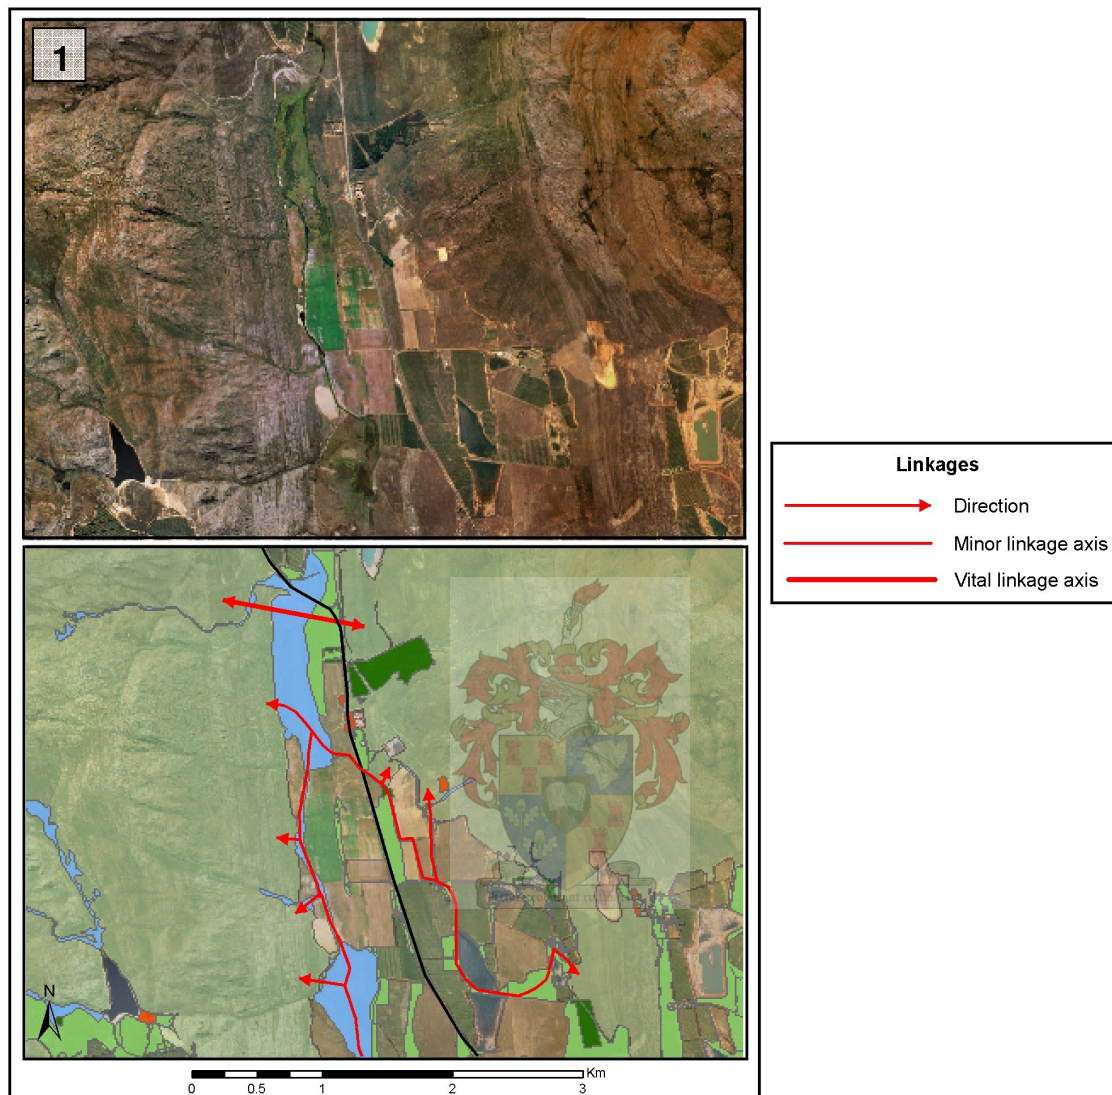 1
Linkages
Direction
Minor linkage axis
Vital linkage axis
N
Km
0 0.5 1 2 3